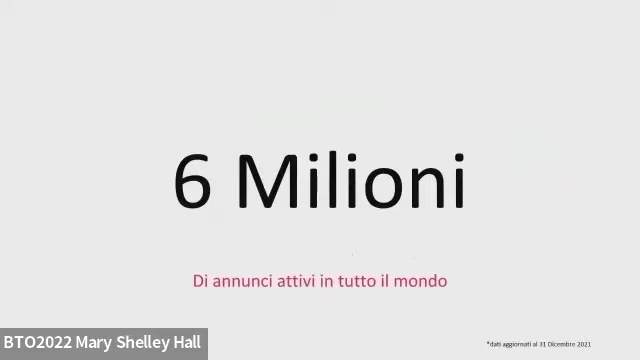 6 Milioni
Di annunci attivi in tutto il mondo
BTO2022 Mary Shelley Hall
*dati aggiornati al 31 Dicembre 2021